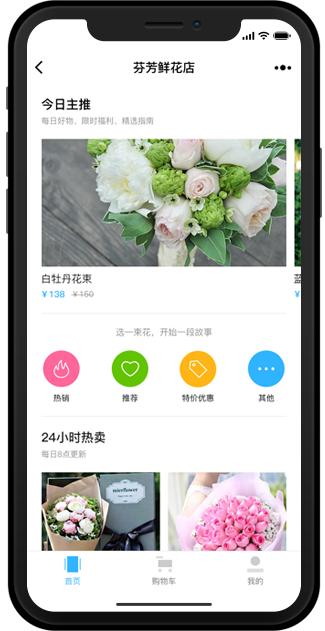 芬芳鲜花店
今日主推
每日好物、限时福利、精选指南
白牡丹花束
¥138 ¥150
¥
选一束花，开始一段故事
热销 推荐 特价优惠 其他
24小时热卖
每日8点更新
niceflower
首页 购物车 我的